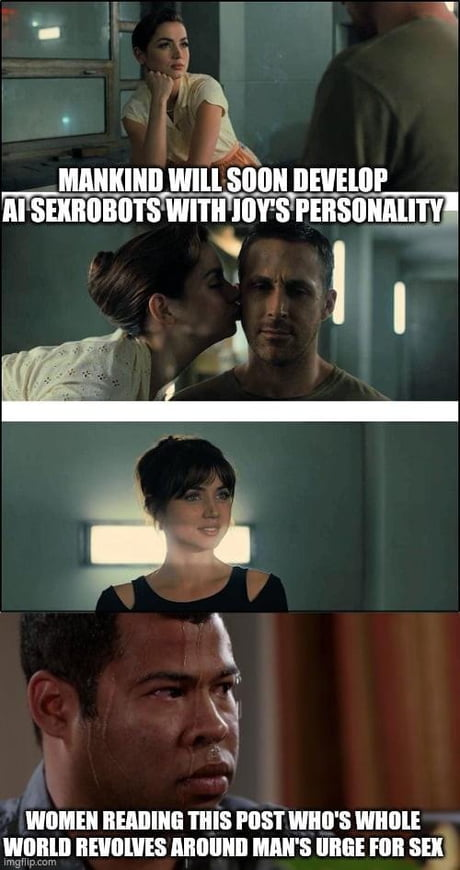 MANKIND WILL SOON DEVELOP
AI SEXROBOTS WITH JOY'S PERSONALITY
WOMEN READING THIS POST WHO'S WHOLE
WORLD REVOLVES AROUND MAN'S URGE FOR SEX
imgflip.com